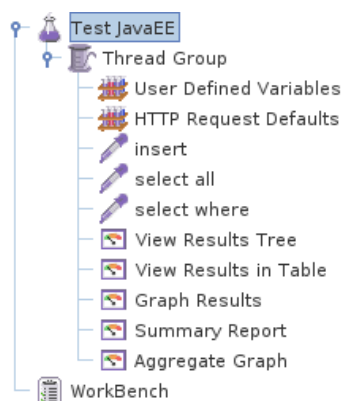 Test JavaEE
Thread Group
User Defined Variables
HTTP Request Defaults
insert
select all
select where
View Results Tree
View Results in Table
Graph Results
Summary Report
Aggregate Graph
WorkBench